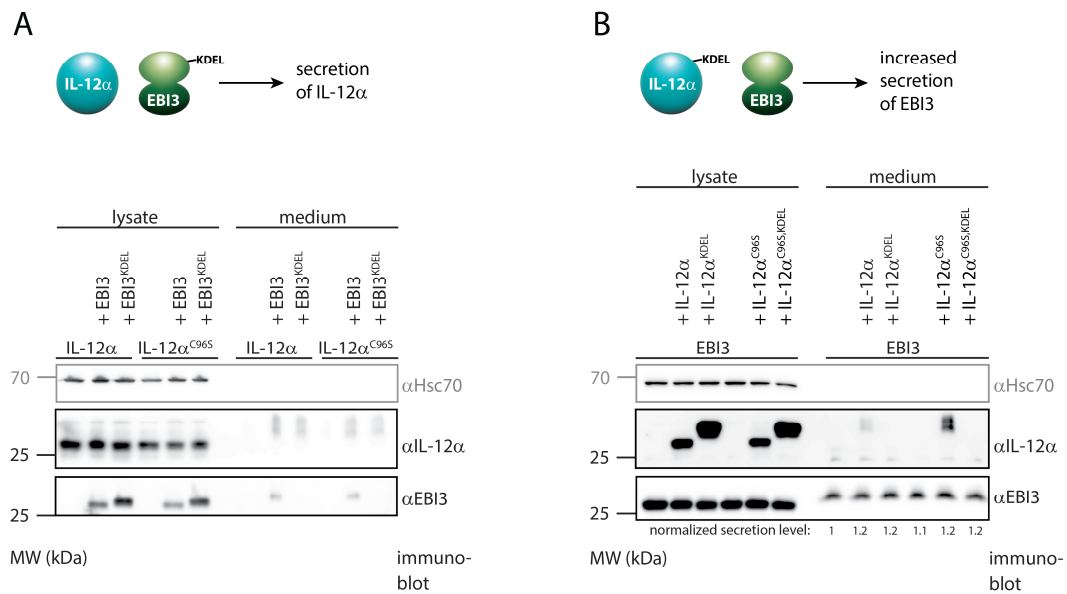 A
IL-12α
KDEL
EBI3
secretion
of IL-12α
lysate
medium
+ EBI3
+ EBI3KDEL
+ EBI3
+ EBI3KDEL
+ EBI3
+ EBI3KDEL
+ EBI3
+ EBI3KDEL
IL-12α
IL-12αC96S
IL-12α
IL-12αC96S
70
αHsc70
αIL-12α
25
αEBI3
25
MW (kDa)
immuno-
blot
B
IL-12α
KDEL
EBI3
increased
secretion
of EBI3
lysate
medium
+ IL-12α
+ IL-12αKDEL
+ IL-12αC96S
+ IL-12αC96S,KDEL
+ IL-12α
+ IL-12αKDEL
+ IL-12αC96S
+ IL-12αC96S,KDEL
EBI3
EBI3
70
αHsc70
αIL-12α
25
αEBI3
25
normalized secretion level: 1 1.2 1.2 1.1 1.2 1.2
MW (kDa)
immuno-
blot